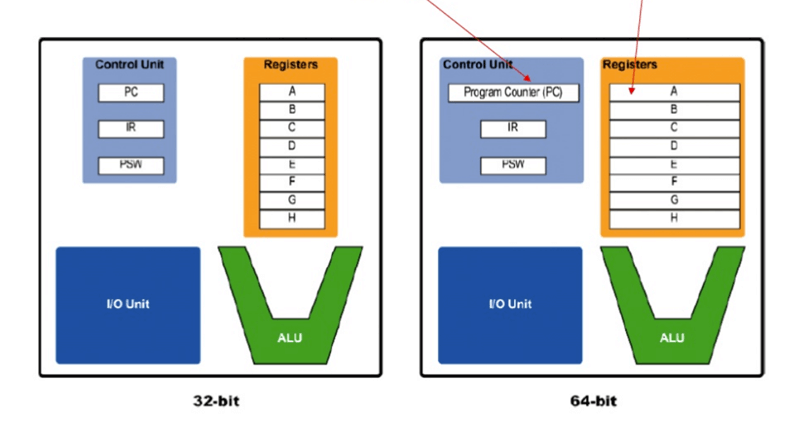 Control Unit
PC
IR
PSW
Registers
A
B
C
D
E
F
G
H
I/O Unit
ALU
32-bit
Control Unit
Program Counter (PC)
IR
PSW
Registers
A
B
C
D
E
F
G
H
I/O Unit
ALU
64-bit